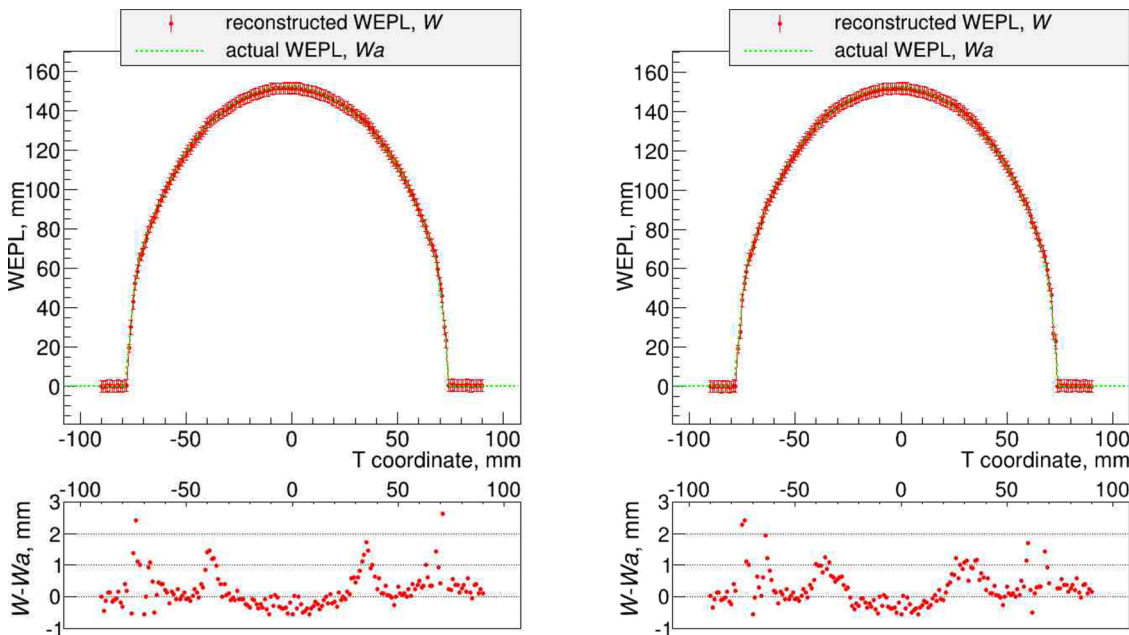 reconstructed WEPL, W
actual WEPL, Wa
160
140
120
100
80
60
40
20
0
WEPL, mm
-100 -50 0 50 100
T coordinate, mm
-100 -50 0 50 100
3
2
1
0
-1
W-Wa, mm
reconstructed WEPL, W
actual WEPL, Wa
160
140
120
100
80
60
40
20
0
WEPL, mm
-100 -50 0 50 100
T coordinate, mm
-100 -50 0 50 100
3
2
1
0
-1
W-Wa, mm